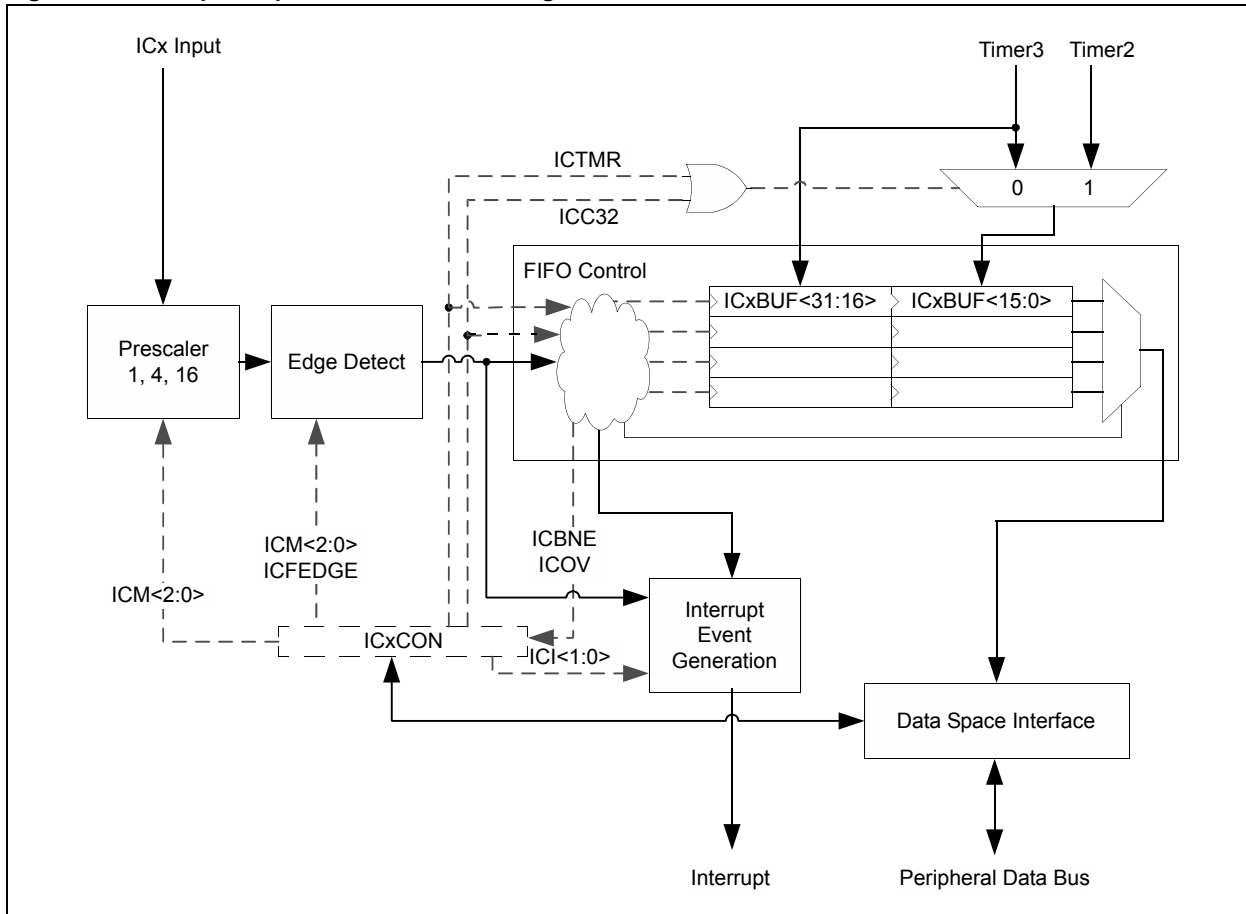 ICx Input
Timer3 Timer2
ICTMR
0 1
ICC32
FIFO Control
ICxBUF<31:16> ICxBUF<15:0>
Prescaler
1, 4, 16
Edge Detect
ICM<2:0>
ICFEDGE
ICBNE
ICOV
ICM<2:0>
Interrupt
Event
Generation
ICxCON
ICI<1:0>
Data Space Interface
Interrupt
Peripheral Data Bus